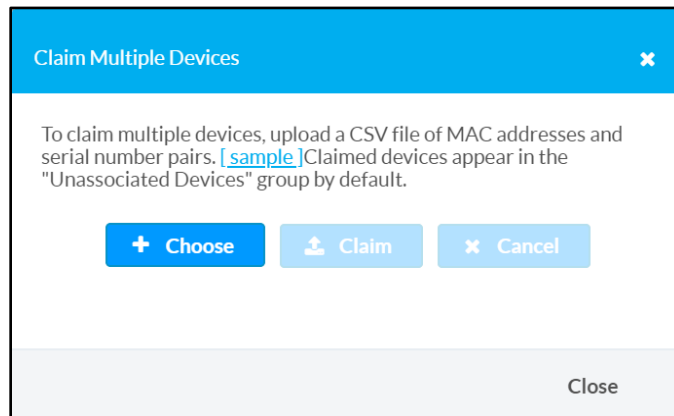 Claim Multiple Devices
To claim multiple devices, upload a CSV file of MAC addresses and
serial number pairs. [ sample ]Claimed devices appear in the
"Unassociated Devices" group by default.
Choose Claim Cancel
Close